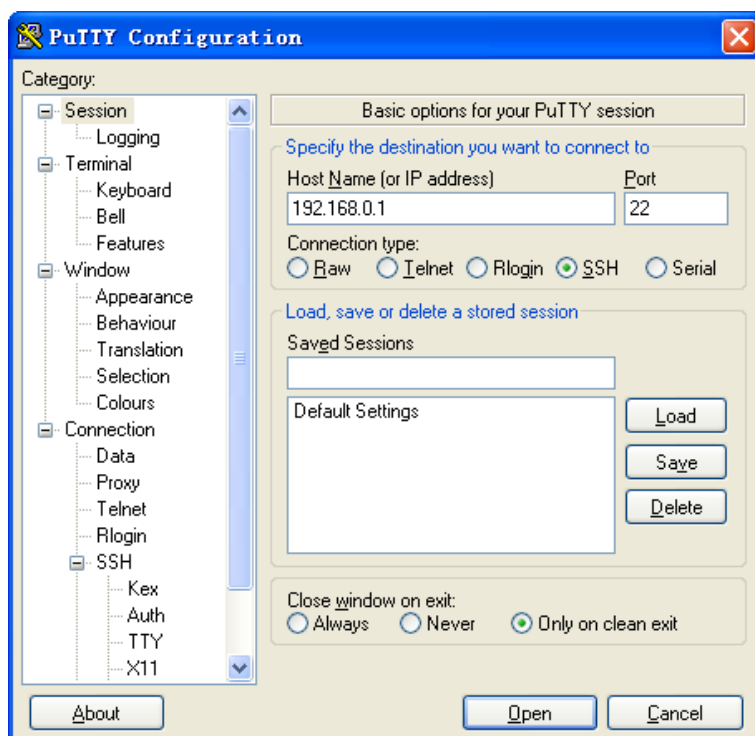 PuTTY Configuration
Category:
Session
Logging
Terminal
Keyboard
Bell
Features
Window
Appearance
Behaviour
Translation
Selection
Colours
Connection
Data
Proxy
Telnet
Rlogin
SSH
Kex
Auth
TTY
X11
Basic options for your PuTTY session
Specify the destination you want to connect to
Host Name (or IP address) Port
192.168.0.1 22
Connection type:
Raw Telnet Rlogin SSH Serial
Load, save or delete a stored session
Saved Sessions
Default Settings
Load
Save
Delete
Close window on exit:
Always Never Only on clean exit
About Open Cancel